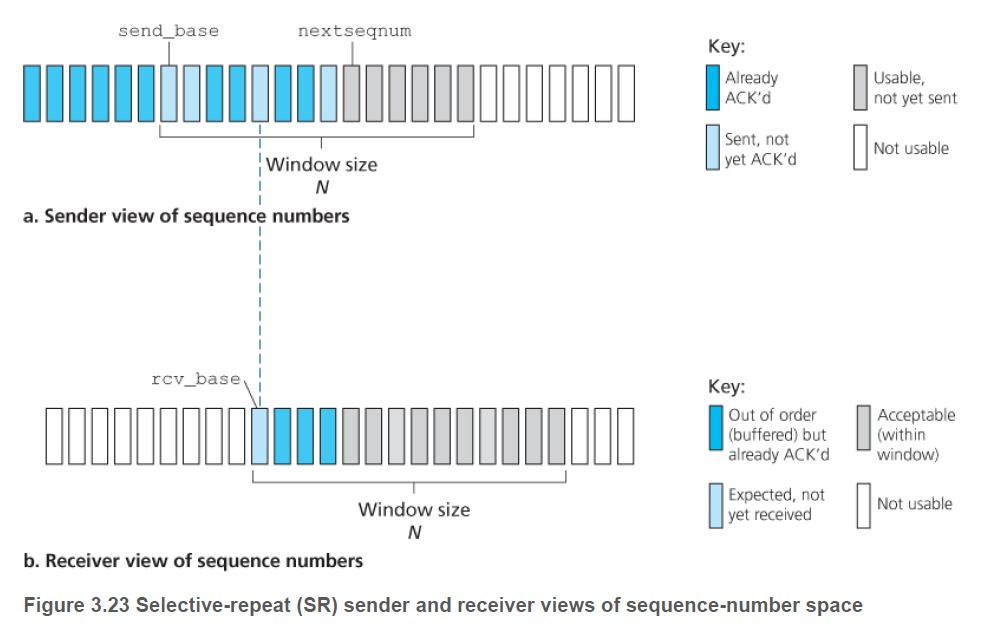 send_base
nextseqnum
Key:
Already
ACK'd
Usable,
not yet sent
Sent, not
yet ACK'd
Not usable
Window size
N
a. Sender view of sequence numbers
rcv_base
Key:
Out of order
(buffered) but
already ACK'd
Acceptable
(within
window)
Expected, not
yet received
Not usable
Window size
N
b. Receiver view of sequence numbers
Figure 3.23 Selective-repeat (SR) sender and receiver views of sequence-number space